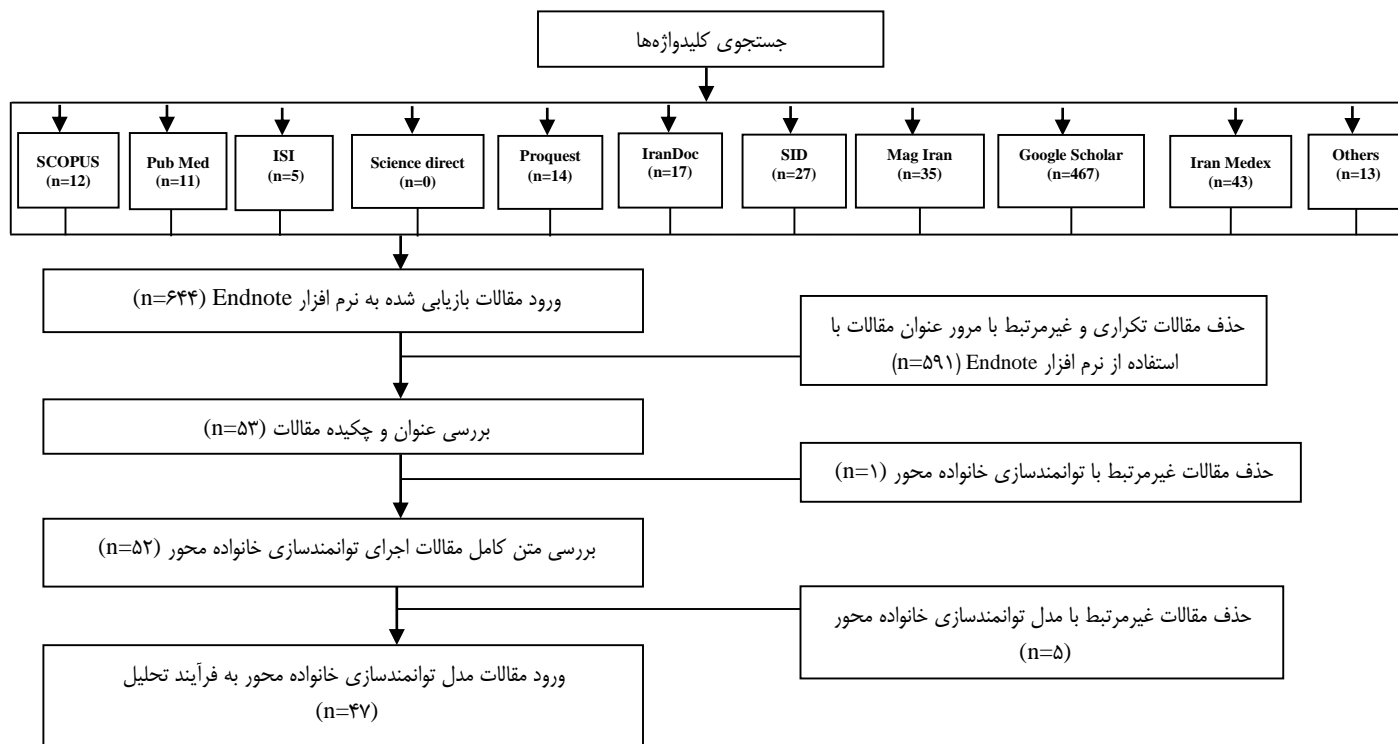 جستجوی کلیدواژه‌ها
SCOPUS
(n=12)
Pub Med
(n=11)
ISI
(n=5)
Science direct
(n=0)
Proquest
(n=14)
IranDoc
(n=17)
SID
(n=27)
Mag Iran
(n=35)
Google Scholar
(n=467)
Iran Medex
(n=43)
Others
(n=13)
ورود مقالات بازیابی شده به نرم افزار Endnote (n=۶۴۴)
حذف مقالات تکراری و غیرمرتبط با مرور عنوان مقالات با
استفاده از نرم افزار Endnote (n=۵۹۱)
بررسی عنوان و چکیده مقالات (n=۵۳)
حذف مقالات غیرمرتبط با توانمندسازی خانواده محور (n=۱)
بررسی متن کامل مقالات اجرای توانمندسازی خانواده محور (n=۵۲)
حذف مقالات غیرمرتبط با مدل توانمندسازی خانواده محور
(n=۵)
ورود مقالات مدل توانمندسازی خانواده محور به فرآیند تحلیل
(n=۴۷)